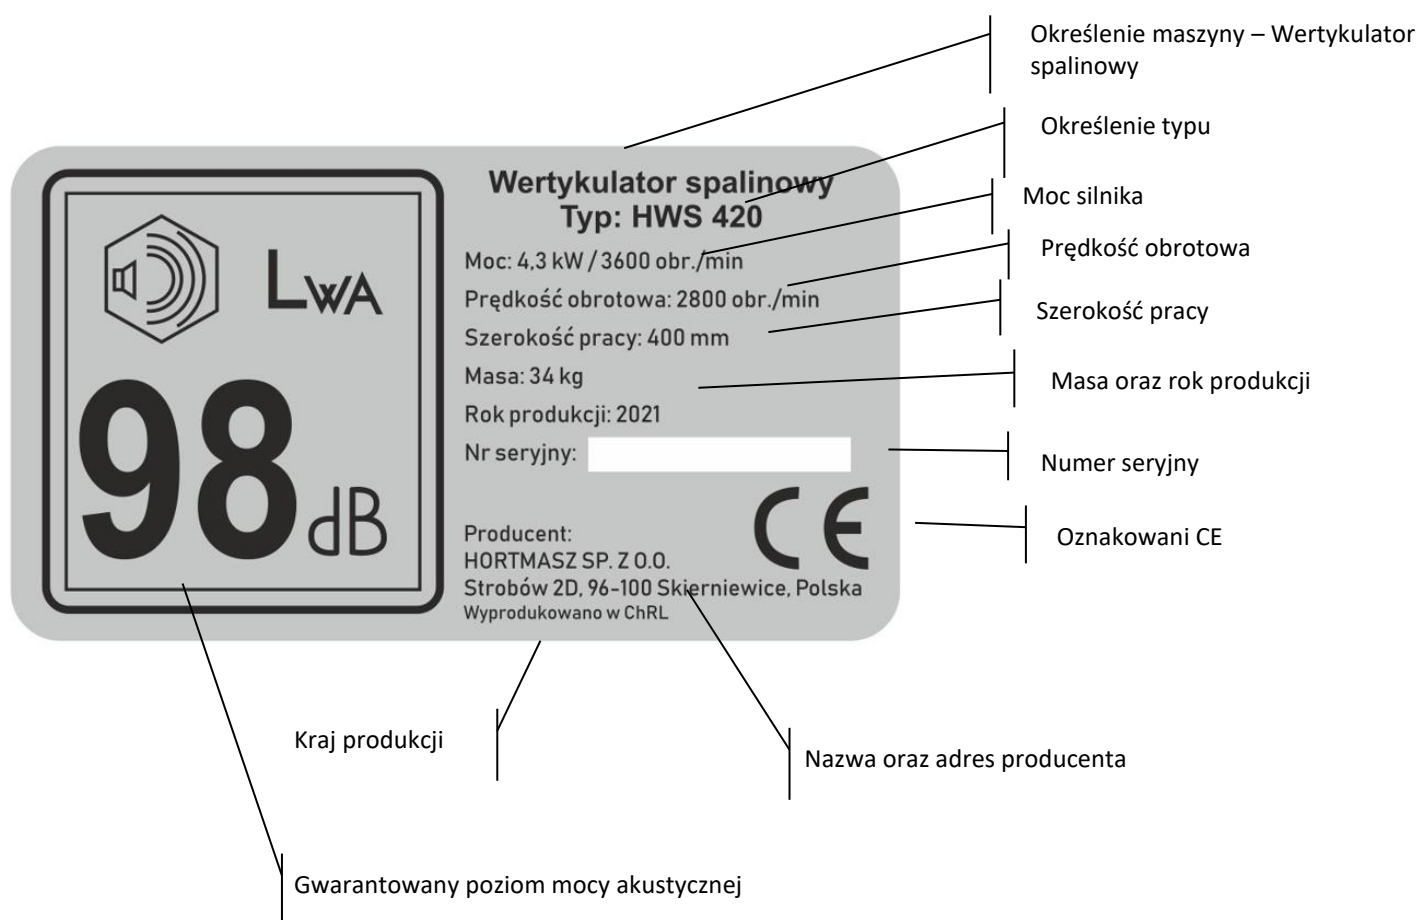 Określenie maszyny – Wertykulator
spalinowy
Określenie typu
Moc silnika
Prędkość obrotowa
Szerokość pracy
Masa oraz rok produkcji
Numer seryjny
Oznakowani CE
Wertykulator spalinowy
Typ: HWS 420
Moc: 4,3 kW / 3600 obr./min
Prędkość obrotowa: 2800 obr./min
Szerokość pracy: 400 mm
Masa: 34 kg
Rok produkcji: 2021
Nr seryjny:
CE
Producent:
HORTMASZ SP. Z O.O.
Strobów 2D, 96-100 Skierniewice, Polska
Wyprodukowano w ChRL
LWA
98 dB
Kraj produkcji
Nazwa oraz adres producenta
Gwarantowany poziom mocy akustycznej